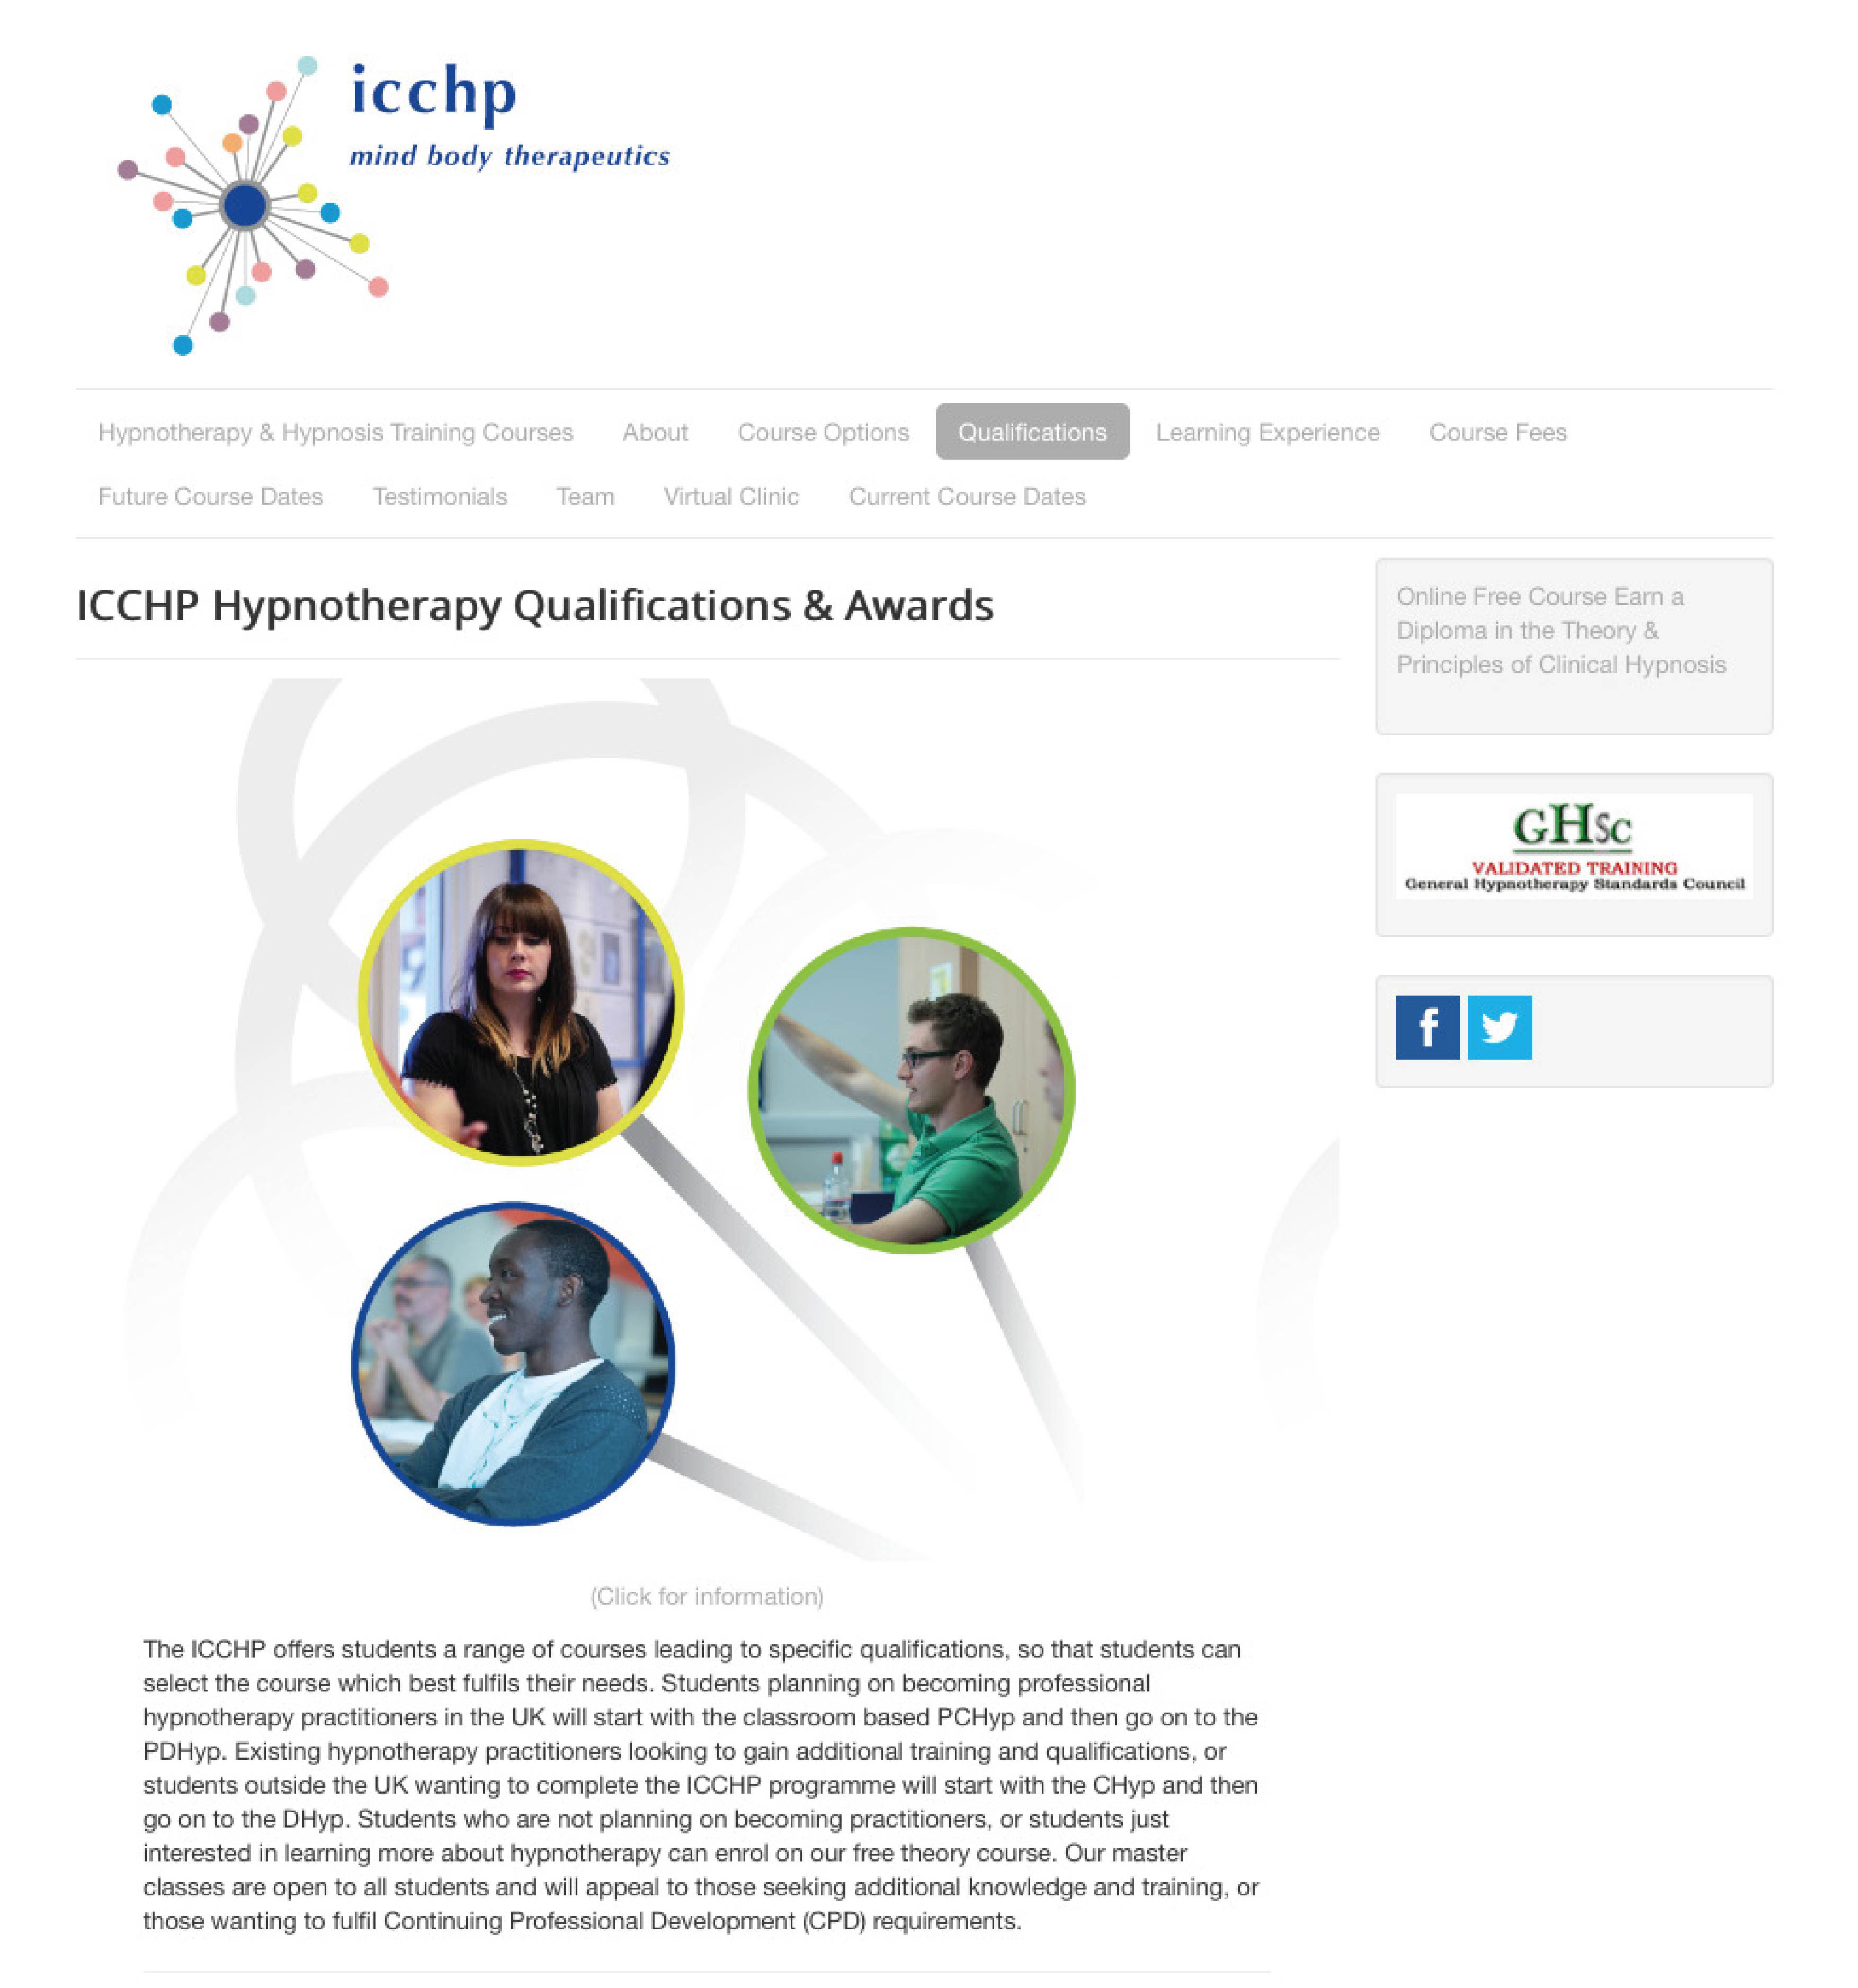 icchp
mind body therapeutics
Hypnotherapy & Hypnosis Training Courses About Course Options Qualifications Learning Experience Course Fees
Future Course Dates Testimonials Team Virtual Clinic Current Course Dates
ICCHP Hypnotherapy Qualifications & Awards
Online Free Course Earn a
Diploma in the Theory &
Principles of Clinical Hypnosis
GHSC
VALIDATED TRAINING
General Hypnotherapy Standards Council
f
(Click for information)
The ICCHP offers students a range of courses leading to specific qualifications, so that students can
select the course which best fulfils their needs. Students planning on becoming professional
hypnotherapy practitioners in the UK will start with the classroom based PCHyp and then go on to the
PDHyp. Existing hypnotherapy practitioners looking to gain additional training and qualifications, or
students outside the UK wanting to complete the ICCHP programme will start with the CHyp and then
go on to the DHyp. Students who are not planning on becoming practitioners, or students just
interested in learning more about hypnotherapy can enrol on our free theory course. Our master
classes are open to all students and will appeal to those seeking additional knowledge and training, or
those wanting to fulfil Continuing Professional Development (CPD) requirements.